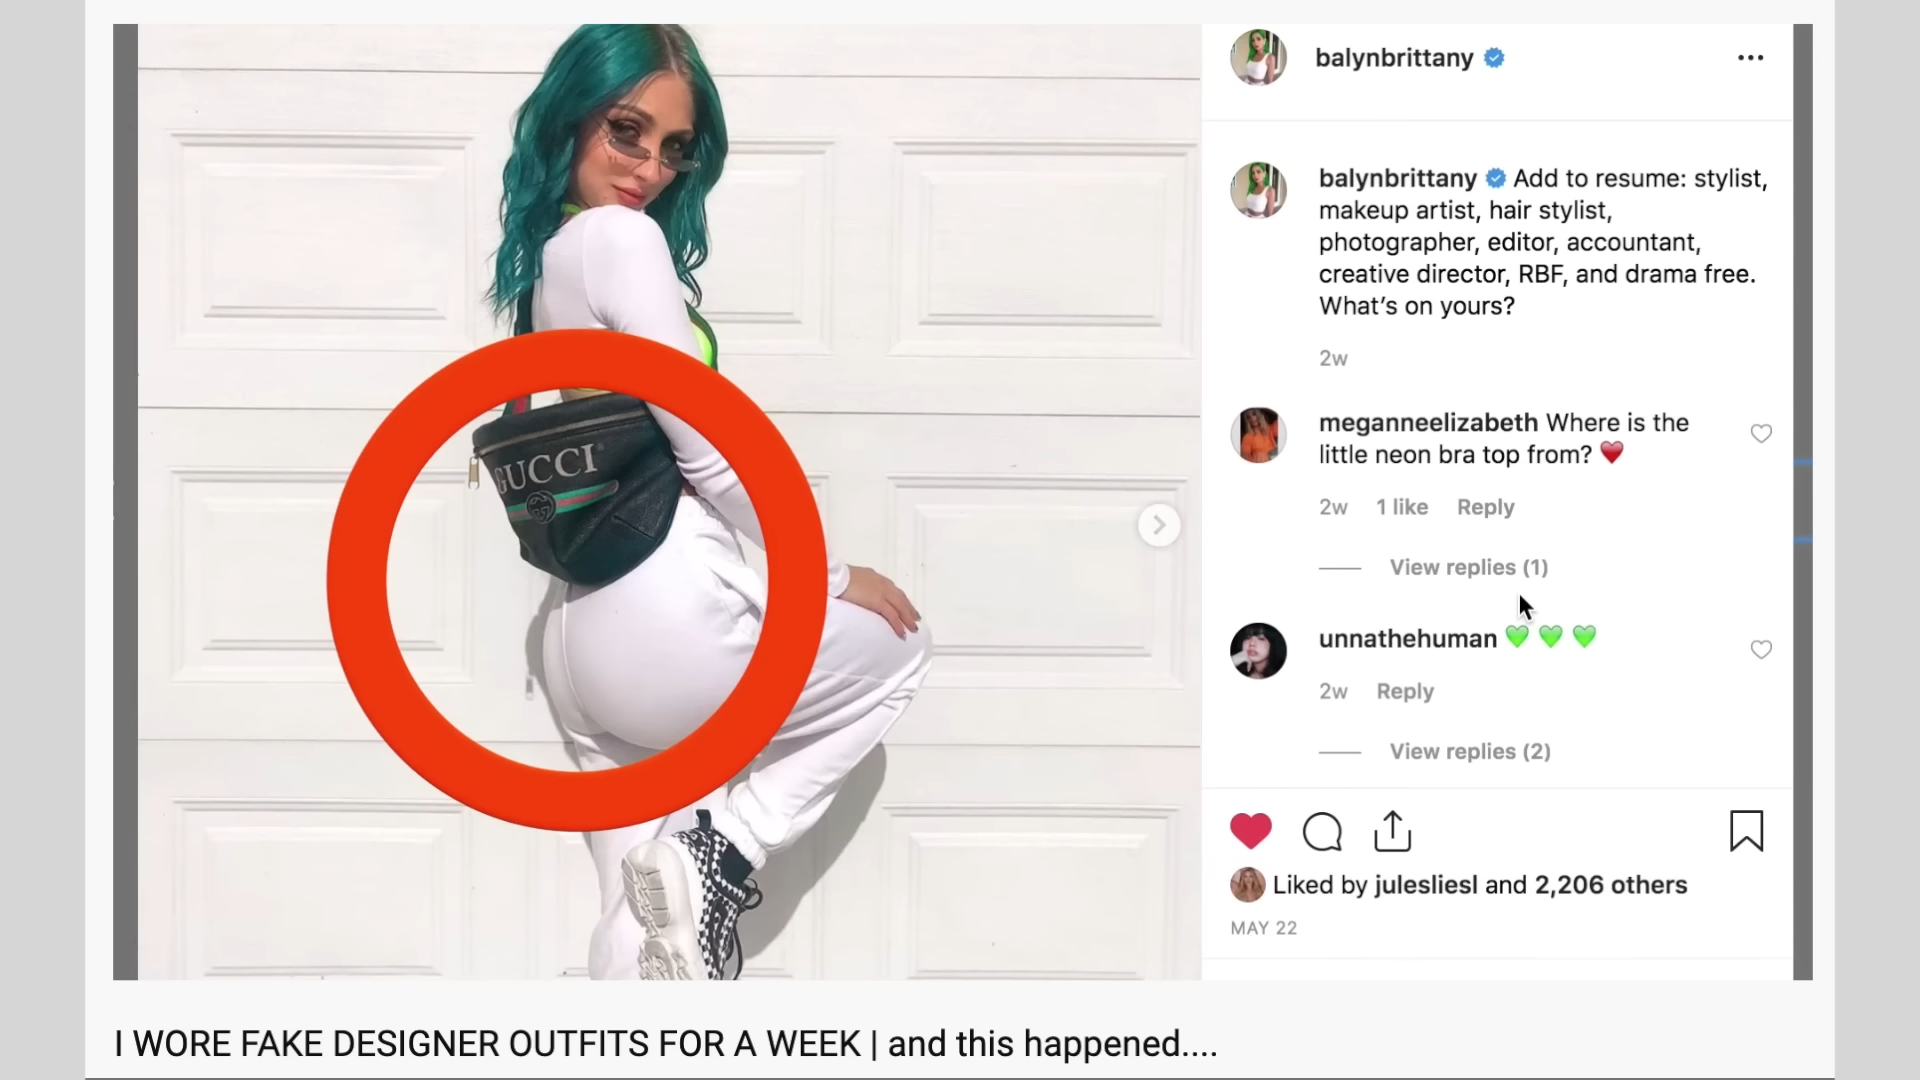 balynbrittany
balynbrittany Add to resume: stylist,
makeup artist, hair stylist,
photographer, editor, accountant,
creative director, RBF, and drama free.
What's on yours?
2w
meganneelizabeth Where is the
little neon bra top from? ❤️
2w 1 like Reply
View replies (1)
unnathehuman 💚 💚 💚
2w Reply
View replies (2)
Liked by julesliesl and 2,206 others
MAY 22
GUCCI
I WORE FAKE DESIGNER OUTFITS FOR A WEEK | and this happened....